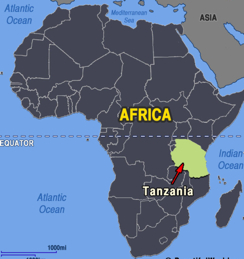 Atlantic
Ocean
ASIA
Mediterranean
Sea
AFRICA
EQUATOR
Indian
Ocean
Tanzania
Atlantic
Ocean
1000mi